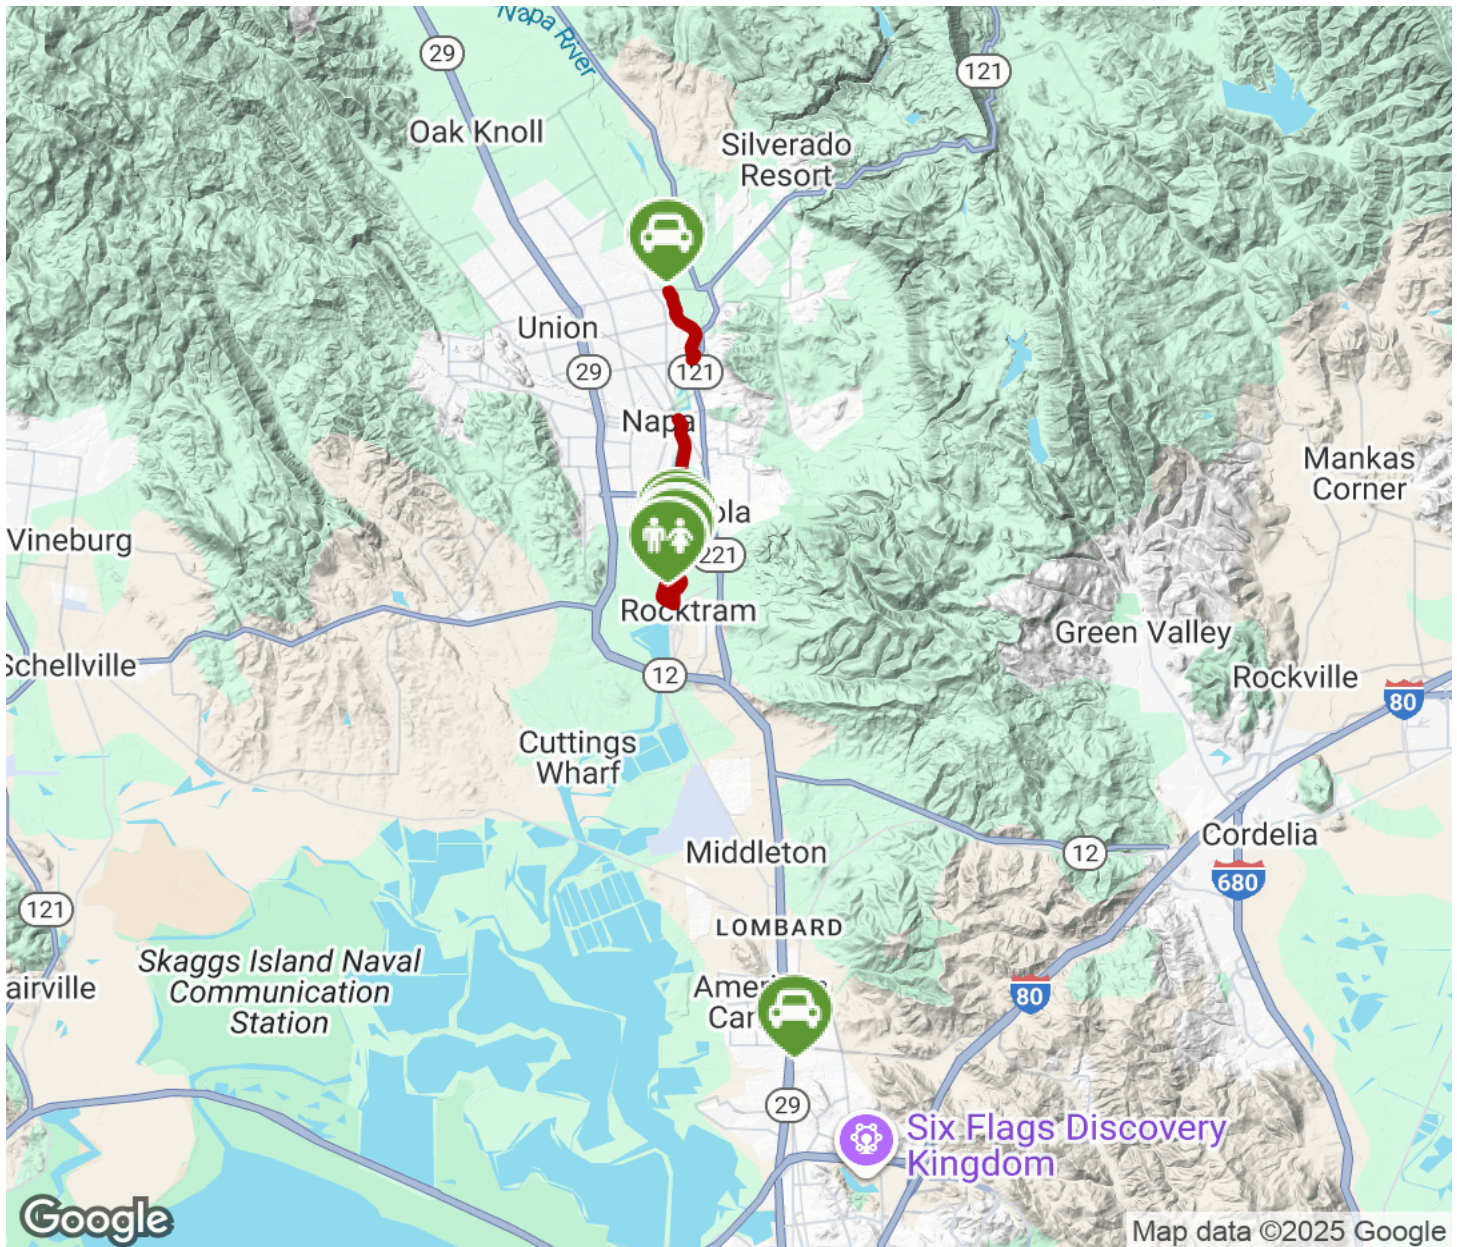 Napa River
29
121
Oak Knoll
Silverado
Resort
Union
29
121
Napa
Mankas
Corner
ola
Vineburg
221
Rocktram
Green Valley
Schellville
12
Rockville
80
Cuttings
Wharf
Cordelia
Middleton
12
680
121
LOMBARD
Skaggs Island Naval
Communication
Station
airville
80
29
Six Flags Discovery
Kingdom
Google
Map data ©2025 Google